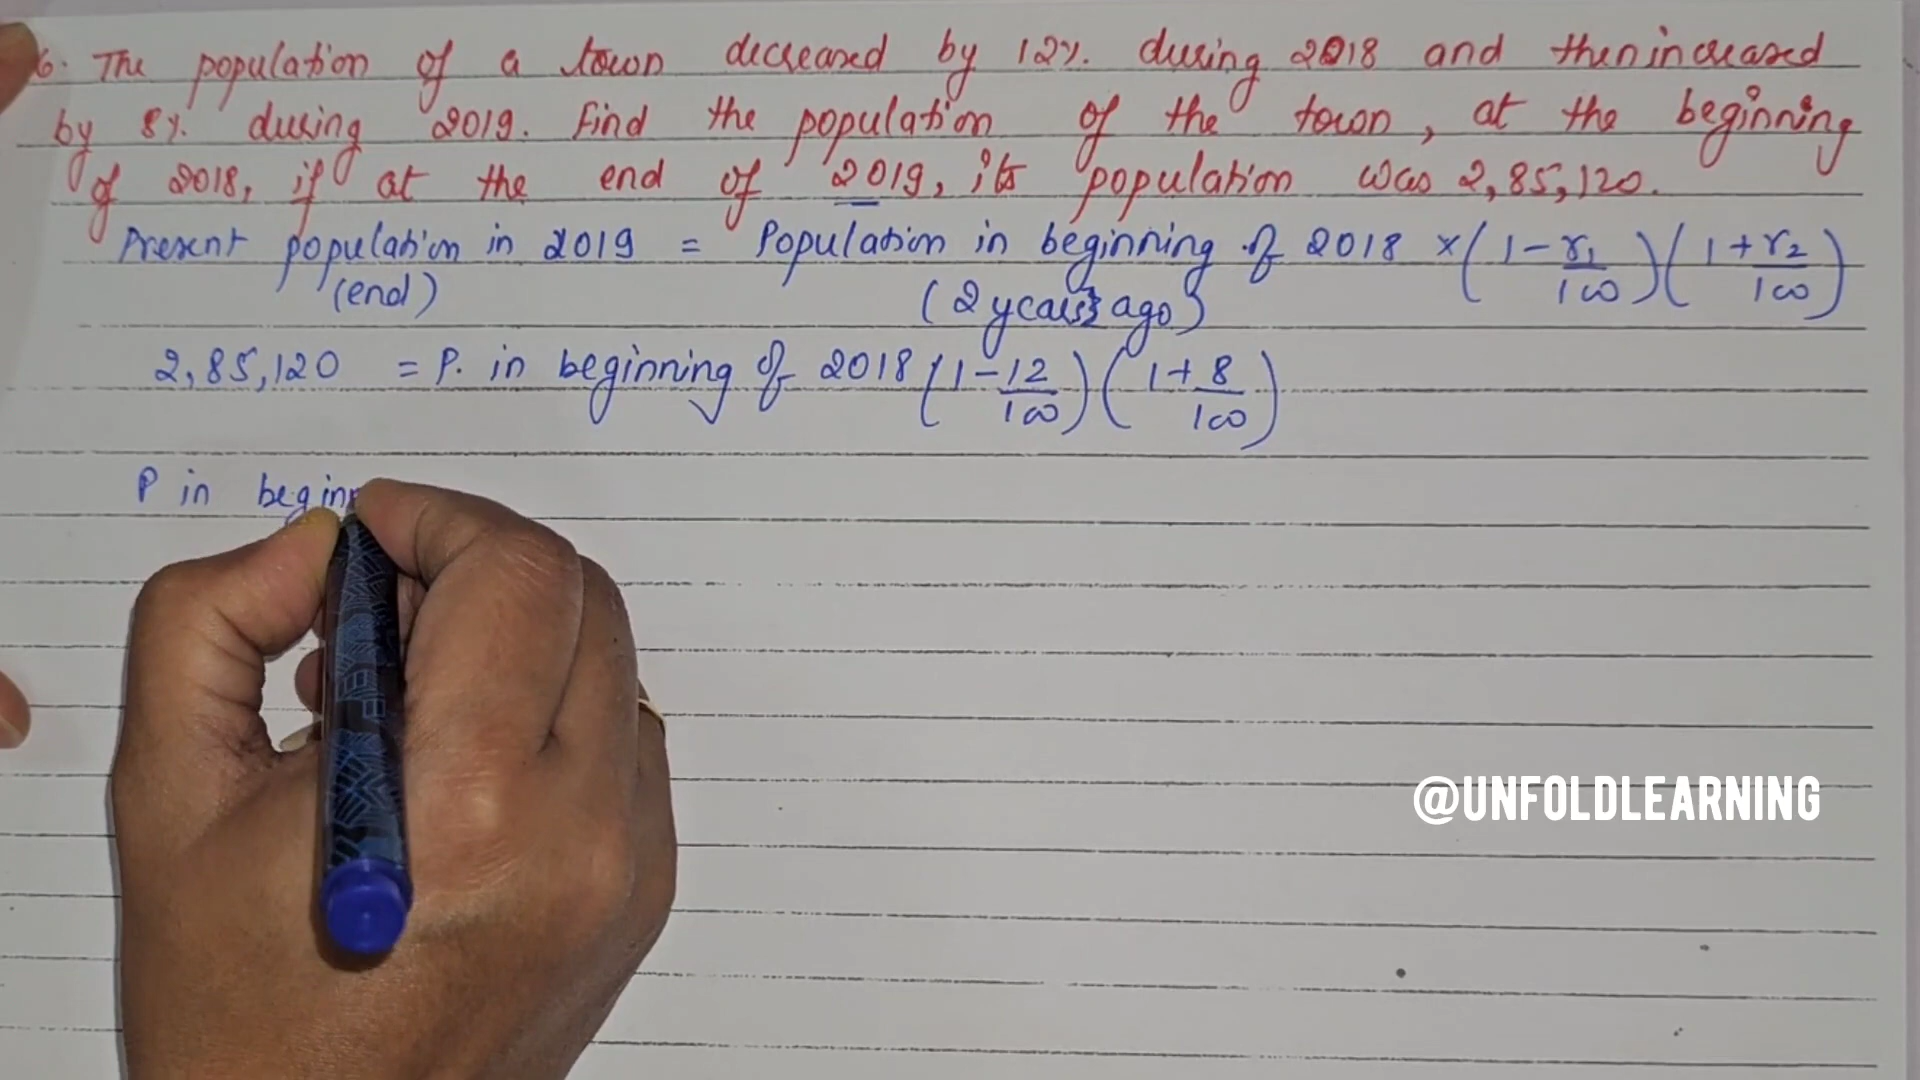 6. The population of a town decreased by 12%. during 2018 and then increased
by 8%. during 2019. Find the population of the town, at the beginning
of 2018, if at the end of 2019, its population was 2,85,120.
Present population in 2019 = Population in beginning of 2018 × (1 - r1/100)(1 + r2/100)
(end) (2 years ago)
2,85,120 = P. in beginning of 2018 (1 - 12/100)(1 + 8/100)
P in beginn
@UNFOLDLEARNING